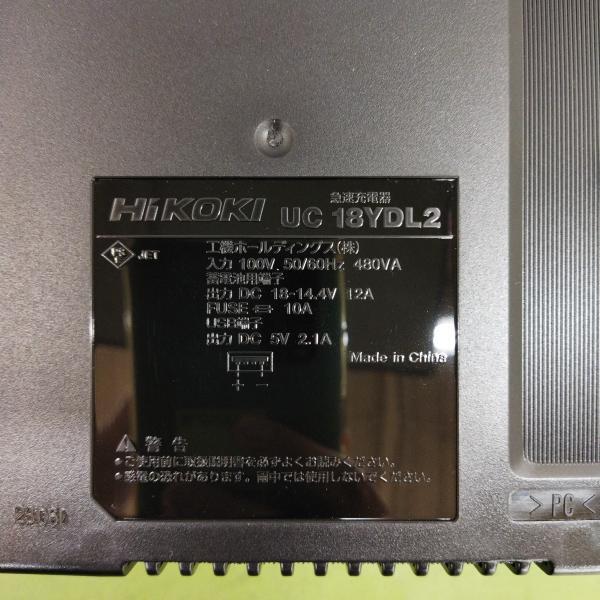 HiKOKI
急速充電器
UC 18YDL2
PS E
JET
工機ホールディングス(株)
入力 100V, 50/60Hz 480VA
蓄電池用端子
出力 DC 18-14.4V 12A
FUSE 10A
USB端子
出力 DC 5V 2.1A
+ -
Made in China
警告
•ご使用前に取扱説明書を必ずよくお読みください。
•感電の恐れがあります。雨中では使用しないでください。
>PC<